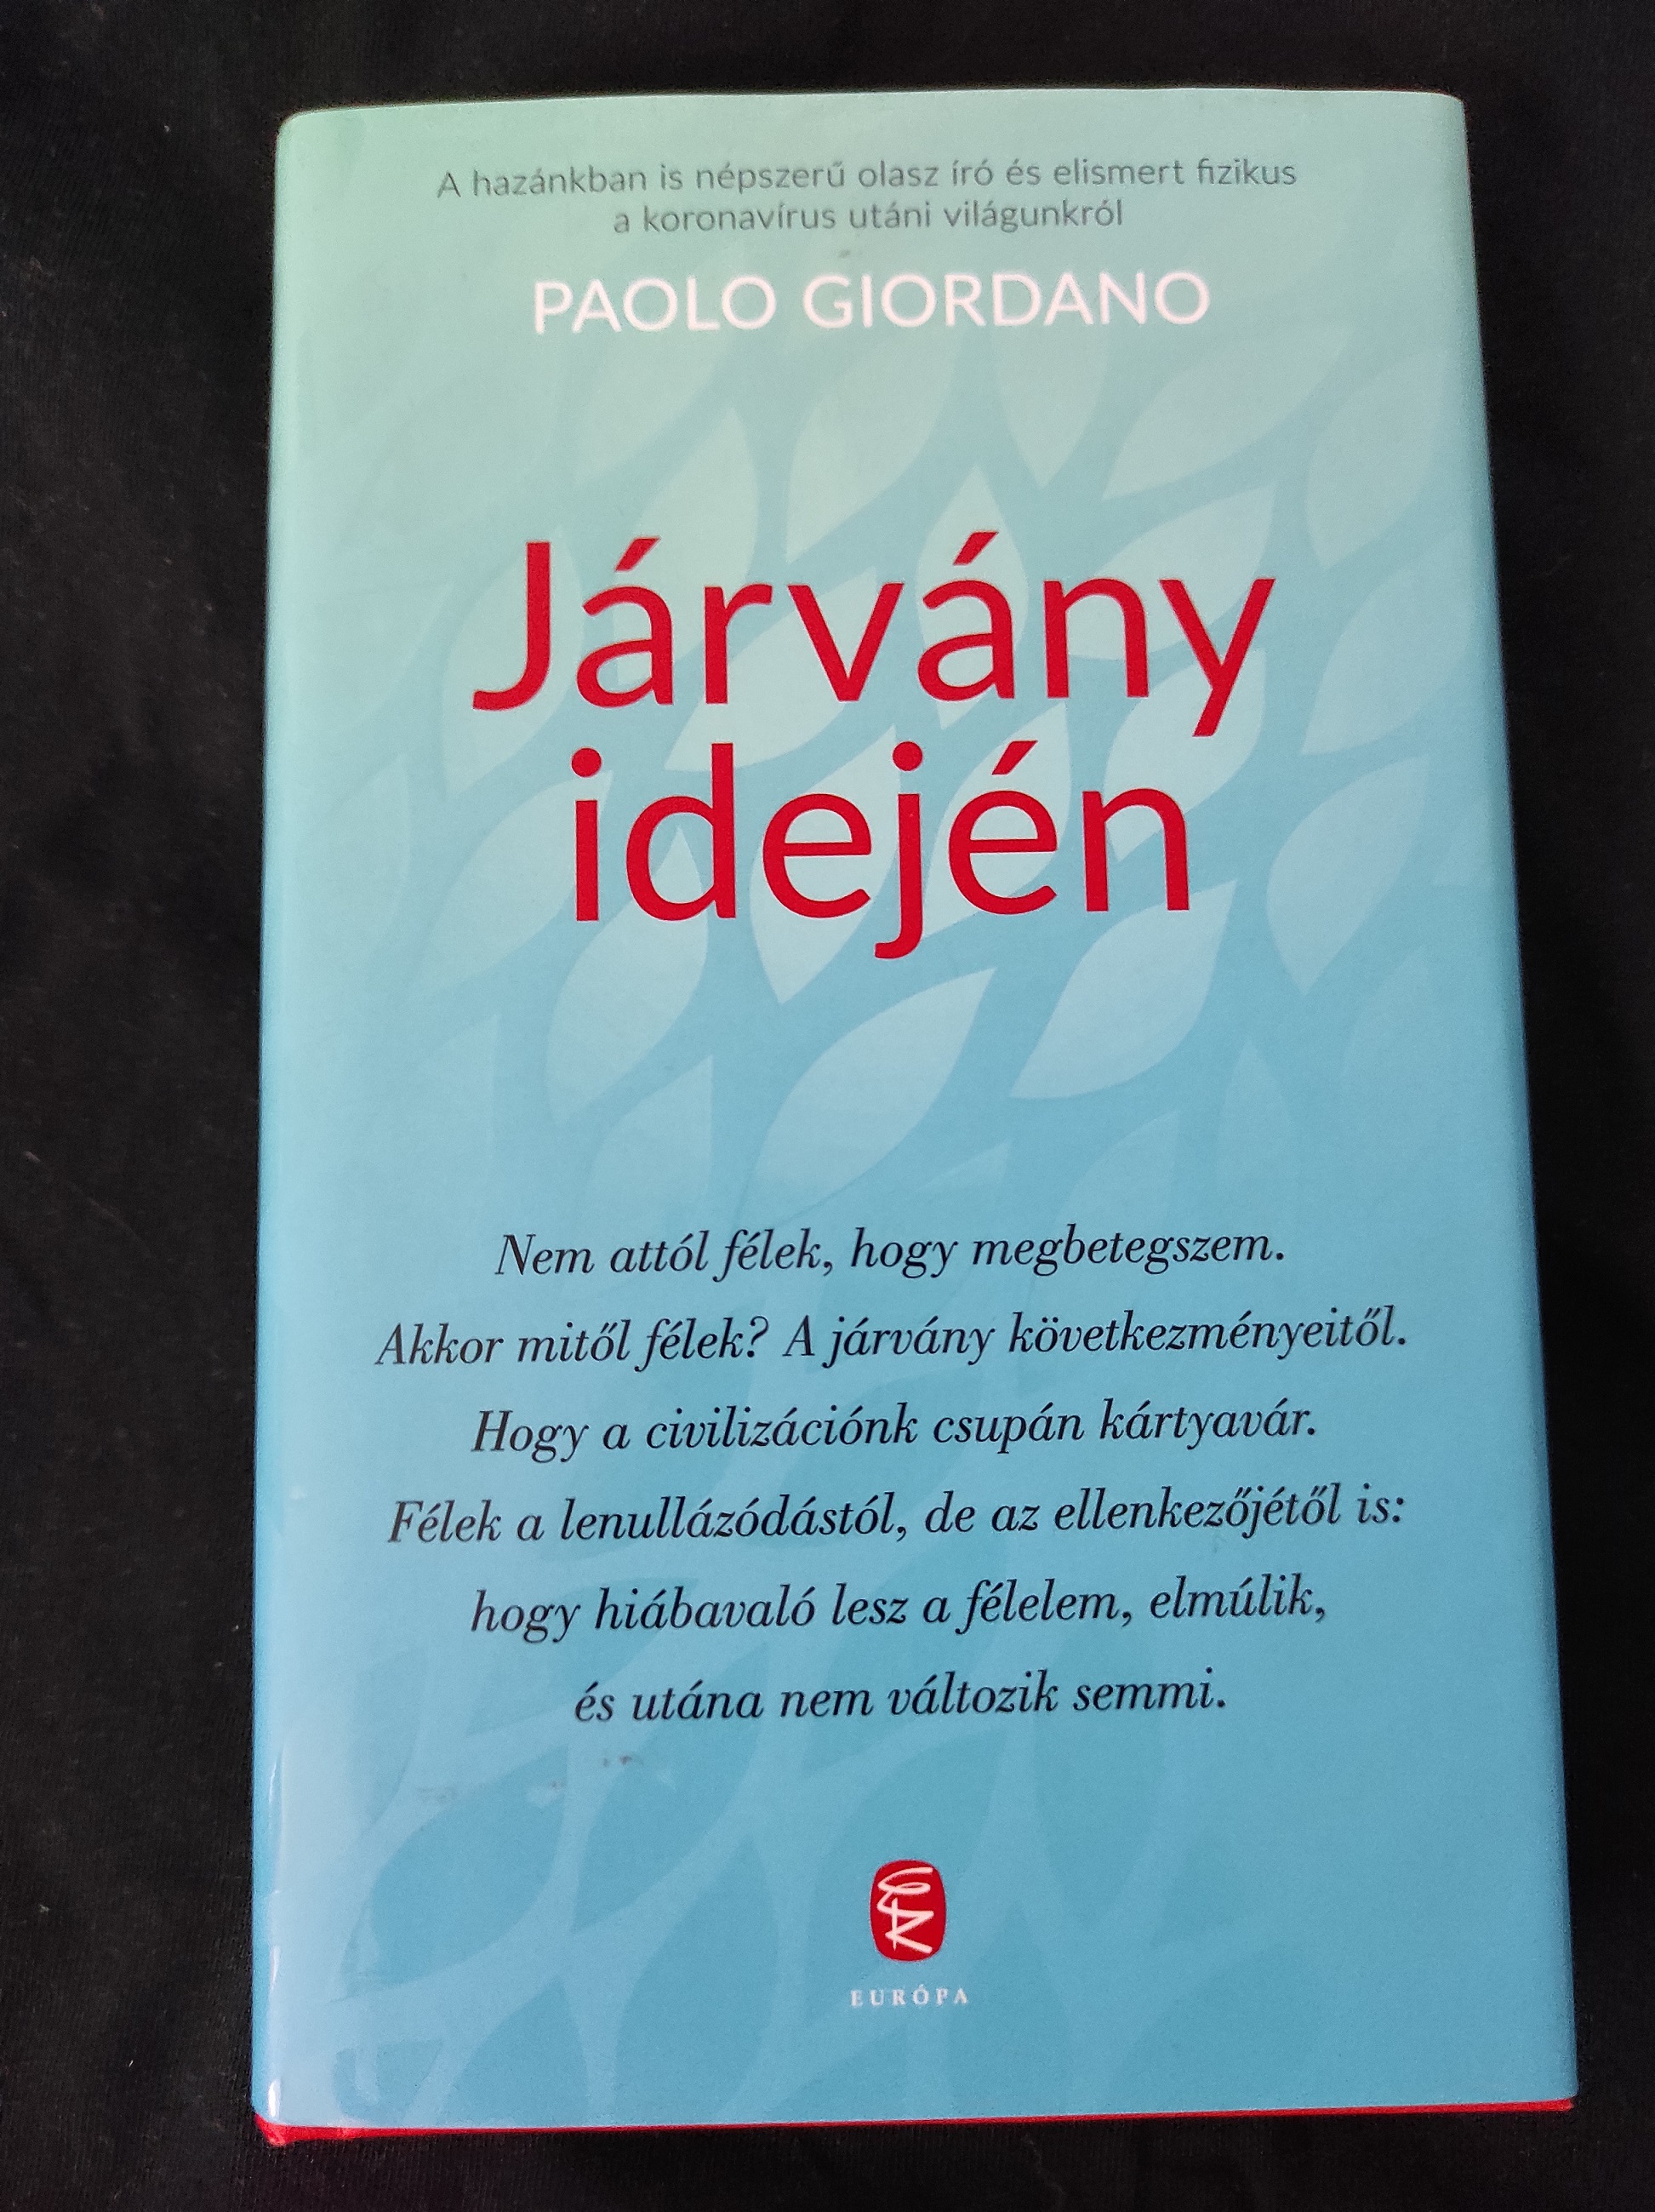 A hazánkban is népszerű olasz író és elismert fizikus
a koronavírus utáni világunkról
PAOLO GIORDANO
Járvány
idején
Nem attól félek, hogy megbetegszem.
Akkor mitől félek? A járvány következményeitől.
Hogy a civilizációnk csupán kártyavár.
Félek a lenullázódástól, de az ellenkezőjétől is:
hogy hiábavaló lesz a félelem, elmúlik,
és utána nem változik semmi.
EURÓPA